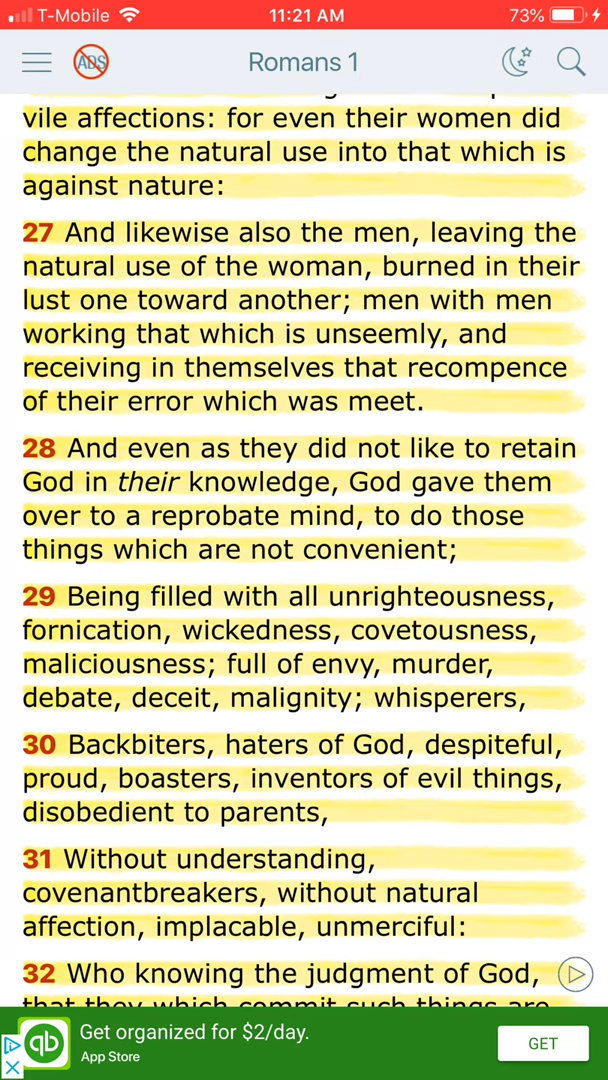 T-Mobile
11:21 AM
73%
ADS
Romans 1
vile affections: for even their women did
change the natural use into that which is
against nature:
27 And likewise also the men, leaving the
natural use of the woman, burned in their
lust one toward another; men with men
working that which is unseemly, and
receiving in themselves that recompence
of their error which was meet.
28 And even as they did not like to retain
God in their knowledge, God gave them
over to a reprobate mind, to do those
things which are not convenient;
29 Being filled with all unrighteousness,
fornication, wickedness, covetousness,
maliciousness; full of envy, murder,
debate, deceit, malignity; whisperers,
30 Backbiters, haters of God, despiteful,
proud, boasters, inventors of evil things,
disobedient to parents,
31 Without understanding,
covenantbreakers, without natural
affection, implacable, unmerciful:
32 Who knowing the judgment of God,
that they which commit such things are
qb
Get organized for $2/day.
App Store
GET